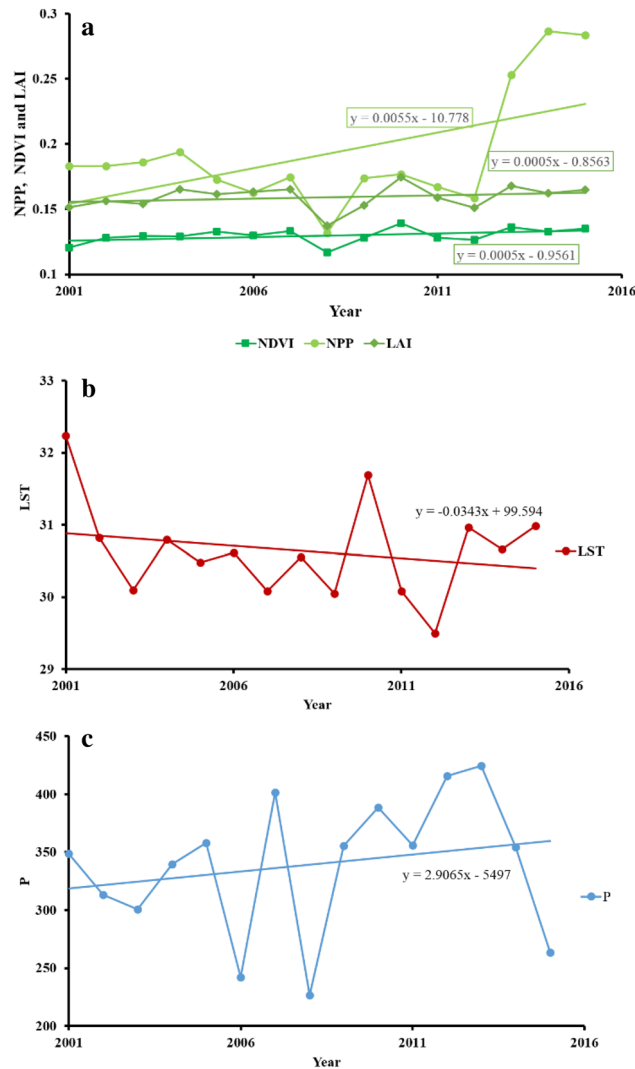 a
0.3
0.25
0.2
0.15
0.1
NPP, NDVI and LAI
y = 0.0055x - 10.778
y = 0.0005x - 0.8563
y = 0.0005x - 0.9561
2001
2006
2011
2016
Year
NDVI
NPP
LAI
b
33
32
31
30
29
LST
y = -0.0343x + 99.594
LST
2001
2006
2011
2016
Year
c
450
400
350
300
250
200
P
y = 2.9065x - 5497
P
2001
2006
2011
2016
Year